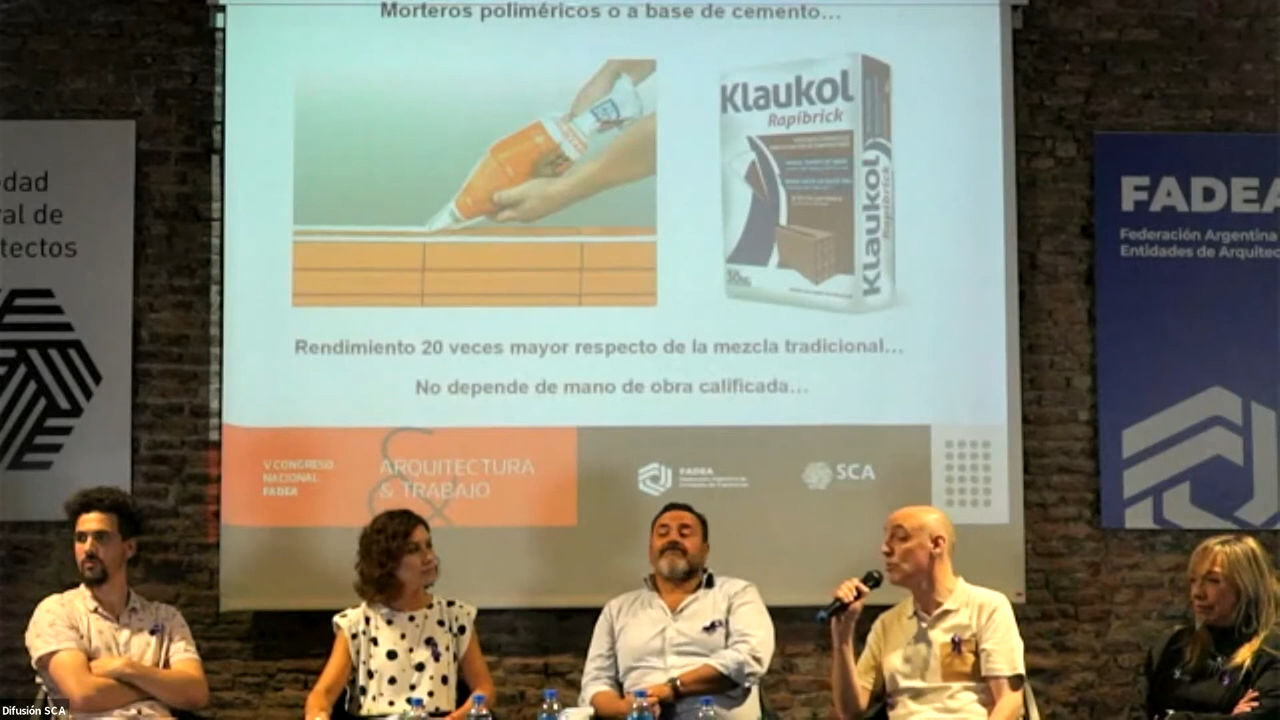 Morteros poliméricos o a base de cemento...
Klaukol
Rapibrick
Klaukol
Rapibrick
Rendimiento 20 veces mayor respecto de la mezcla tradicional...
No depende de mano de obra calificada...
V CONGRESO
NACIONAL
FADEA
ARQUITECTURA
& TRABAJO
FADEA
SCA
dad
al de
tectos
FADEA
Federación Argentina
Entidades de Arquitec
Difusión SCA